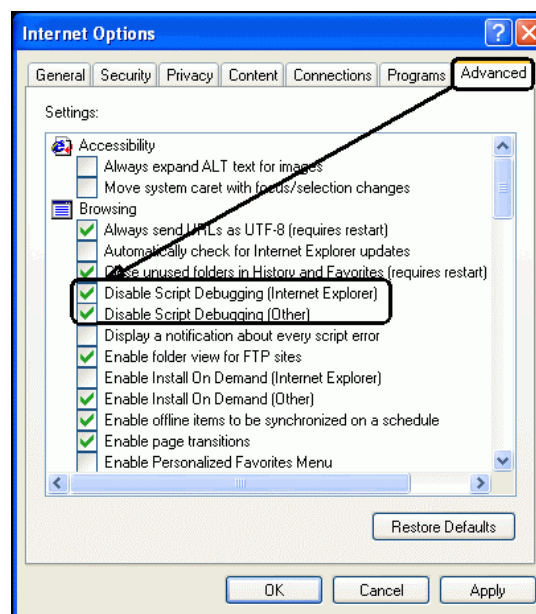 Internet Options
General Security Privacy Content Connections Programs Advanced
Settings:
Accessibility
Always expand ALT text for images
Move system caret with focus/selection changes
Browsing
Always send URLs as UTF-8 (requires restart)
Automatically check for Internet Explorer updates
Close unused folders in History and Favorites (requires restart)
Disable Script Debugging (Internet Explorer)
Disable Script Debugging (Other)
Display a notification about every script error
Enable folder view for FTP sites
Enable Install On Demand (Internet Explorer)
Enable Install On Demand (Other)
Enable offline items to be synchronized on a schedule
Enable page transitions
Enable Personalized Favorites Menu
Restore Defaults
OK Cancel Apply